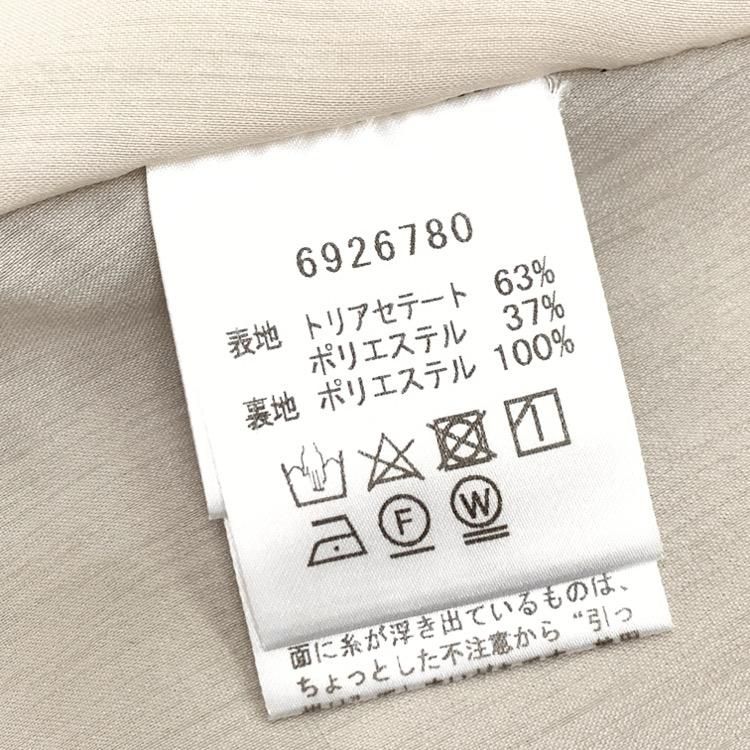 6926780
表地 トリアセテート 63%
ポリエステル 37%
裏地 ポリエステル 100%
F W
面に糸が浮き出ているものは、
ちょっとした不注意から“引っ